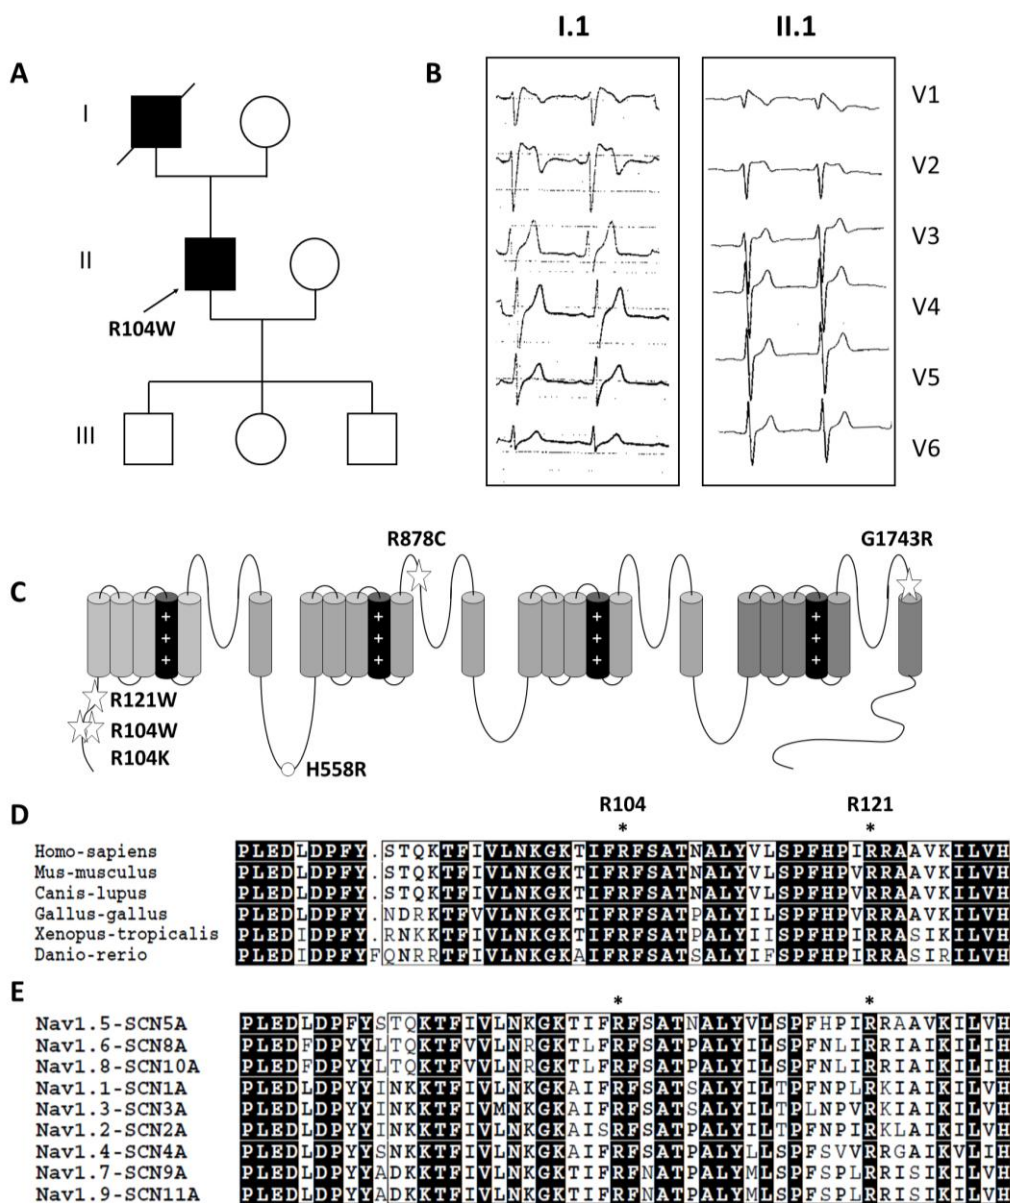 I.1
II.1
A
B
I
II
III
R104W
V1
V2
V3
V4
V5
V6
C
R878C
G1743R
+ + + +
+ + + +
+ + + +
R121W
R104W
R104K
H558R
D
R104
R121
* *
Homo-sapiens PLEDLDPFY.STQKTFIVLNKGKTIFRFSATNALYVLSPFHPIRRAAVKILVH
Mus-musculus PLEDLDPFY.STQKTFIVLNKGKTIFRFSATNALYVLSPFHPVRRAAVKILVH
Canis-lupus PLEDLDPFY.STQKTFIVLNKGKTIFRFSATNALYVLSPFHPVRRAAVKILVH
Gallus-gallus PLEDLDPFY.NDRKTFVVLNKGKTIFRFSATPALYILSPFHPVRRAAVKILVH
Xenopus-tropicalis PLEDIDPFY.RNKKTFIVLNKGKTIFRFSATPALYIISPFHPVRRASIKILVH
Danio-rerio PLEDIDPFYFQNRRTFIVLNKGKAIFRFSATSALYIFSPFHPIRRASIRILVH
E
* *
Nav1.5-SCN5A PLEDLDPFYSTQKTFIVLNKGKTIFRFSATNALYVLSPFHPIRRAAVKILVH
Nav1.6-SCN8A PLEDFDPYYLTQKTFVVLNRGKTLFRFSATPALYILSPFNLIRRIAIKILIH
Nav1.8-SCN10A PLEDFDPYYLTQKTFVVLNRGKTLFRFSATPALYILSPFNLIRRIAIKILIH
Nav1.1-SCN1A PLEDLDPYYINKKTFIVLNKGKAIFRFSATSALYILTPFNPLRKIAIKILVH
Nav1.3-SCN3A PLEDLDPYYINKKTFIVMNKGKAIFRFSATSALYILTPLNPVRKIAIKILVH
Nav1.2-SCN2A PLEDLDPYYINKKTFIVLNKGKAISRFSATPALYILTPFNPIRKLAIKILVH
Nav1.4-SCN4A PLEDLDPYYSNKKTFIVLNKGKAIFRFSATPALYLLSPFSVVRRGAIKVLIH
Nav1.7-SCN9A PLEDLDPYYADKKTFIVLNKGKTIFRFNATPALYMLSPFSPLRRISIKILVH
Nav1.9-SCN11A PLEDLDPYYADKKTFIVLNKGKTIFRFNATPALYMLSPFSPLRRISIKILVH